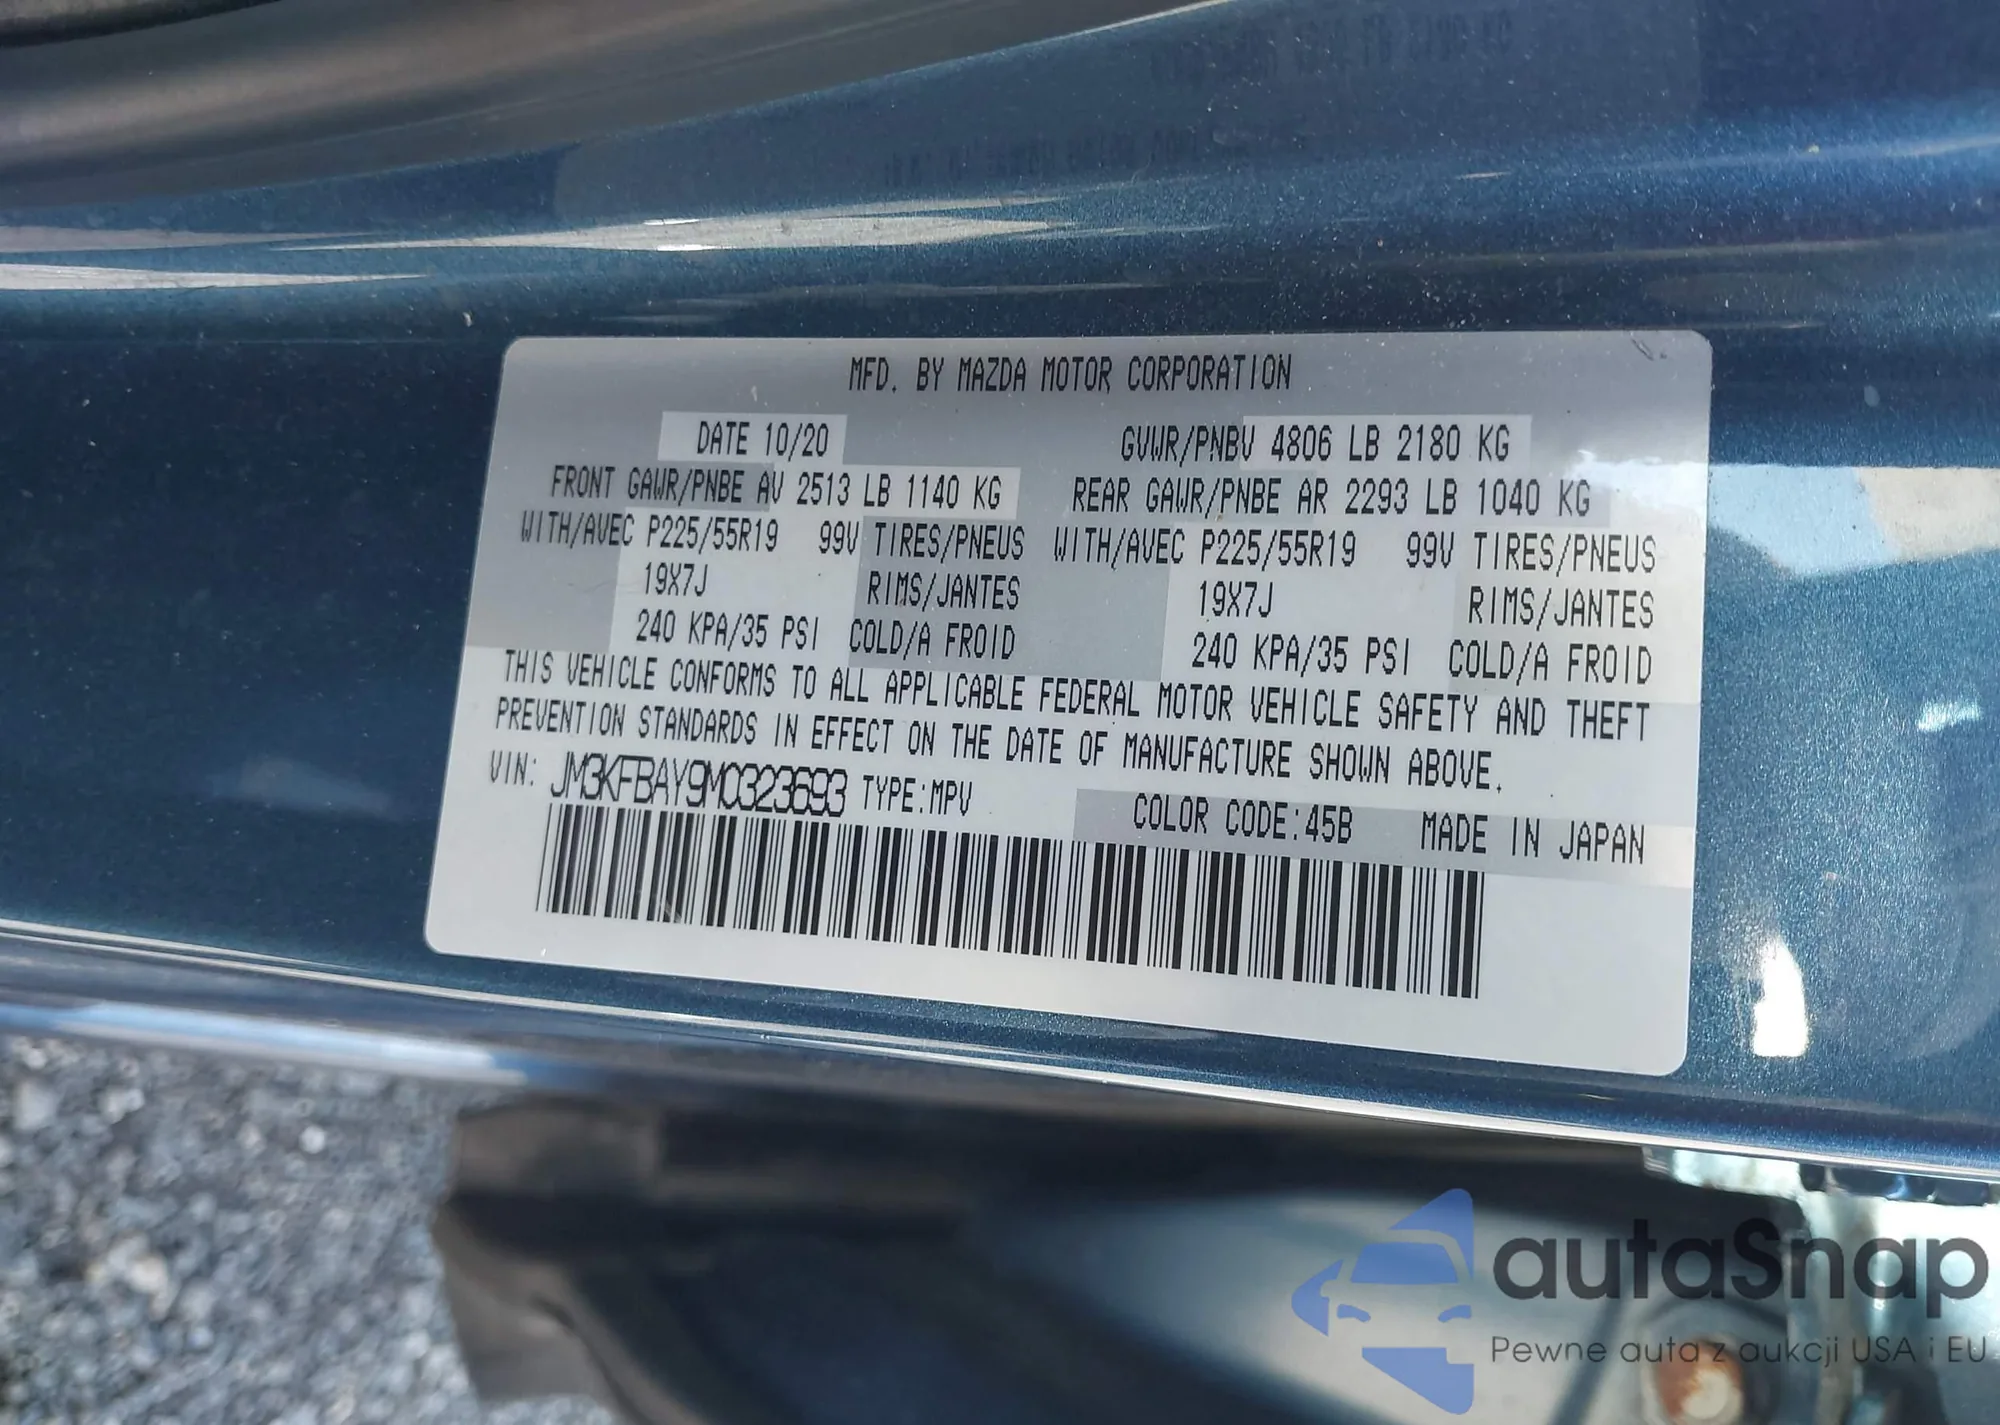 MFD. BY MAZDA MOTOR CORPORATION
DATE 10/20 GVWR/PNBV 4806 LB 2180 KG
FRONT GAWR/PNBE AV 2513 LB 1140 KG REAR GAWR/PNBE AR 2293 LB 1040 KG
WITH/AVEC P225/55R19 99V TIRES/PNEUS WITH/AVEC P225/55R19 99V TIRES/PNEUS
19X7J RIMS/JANTES 19X7J RIMS/JANTES
240 KPA/35 PSI COLD/A FROID 240 KPA/35 PSI COLD/A FROID
THIS VEHICLE CONFORMS TO ALL APPLICABLE FEDERAL MOTOR VEHICLE SAFETY AND THEFT
PREVENTION STANDARDS IN EFFECT ON THE DATE OF MANUFACTURE SHOWN ABOVE.
VIN: JM3KFBAY9M0323693 TYPE:MPV COLOR CODE:45B MADE IN JAPAN
autaSnap
Pewne auta z aukcji USA i EU